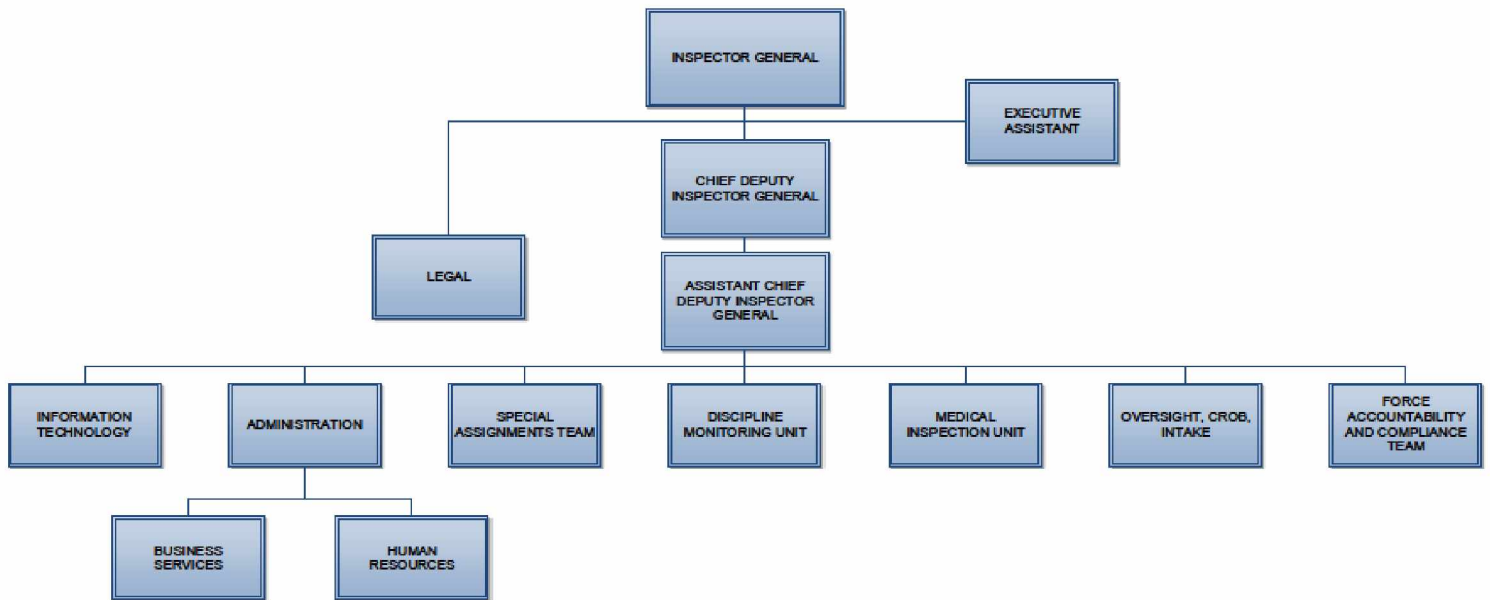 INSPECTOR GENERAL
EXECUTIVE
ASSISTANT
CHIEF DEPUTY
INSPECTOR GENERAL
LEGAL
ASSISTANT CHIEF
DEPUTY INSPECTOR
GENERAL
INFORMATION
TECHNOLOGY
ADMINISTRATION
SPECIAL
ASSIGNMENTS TEAM
DISCIPLINE
MONITORING UNIT
MEDICAL
INSPECTION UNIT
OVERSIGHT, CROB,
INTAKE
FORCE
ACCOUNTABILITY
AND COMPLIANCE
TEAM
BUSINESS
SERVICES
HUMAN
RESOURCES